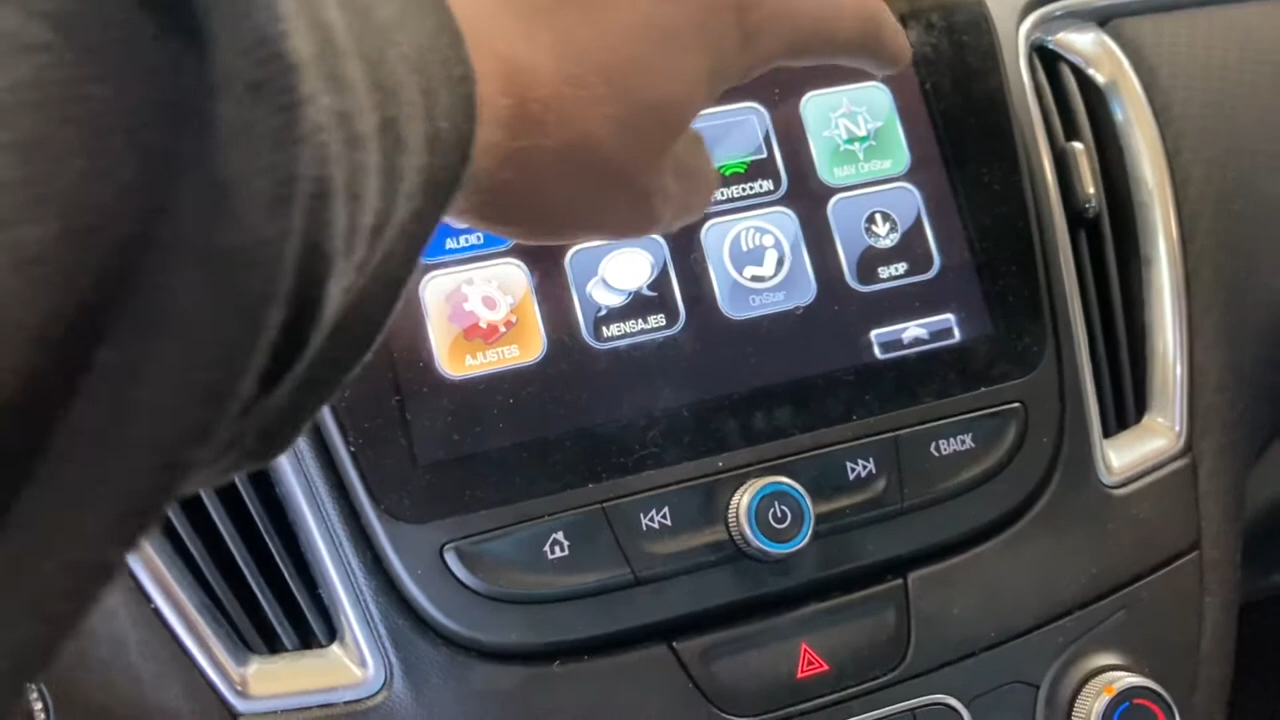 ROYECCIÓN
NAV OnStar
AUDIO
AJUSTES
MENSAJES
OnStar
SHOP
BACK